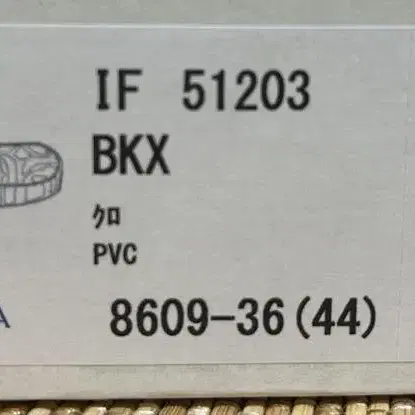 IF 51203
BKX
ｸﾛ
PVC
A
8609-36(44)